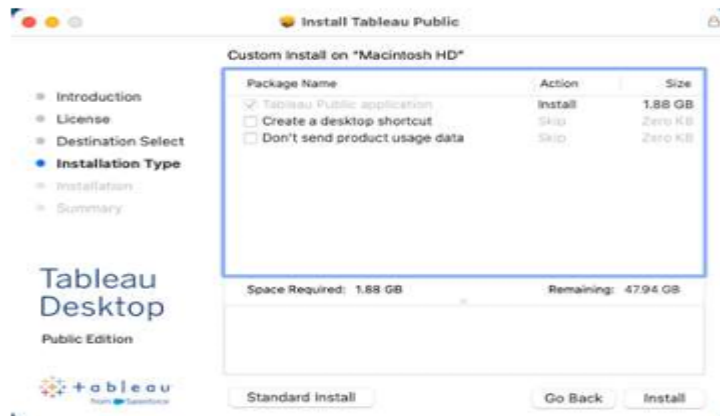 Install Tableau Public
Custom Install on "Macintosh HD"
Introduction
License
Destination Select
Installation Type
Installation
Summary
Package Name Action Size
Tableau Public application Install 1.88 GB
Create a desktop shortcut Skip Zero KB
Don't send product usage data Skip Zero KB
Space Required: 1.88 GB Remaining: 47.94 GB
Tableau
Desktop
Public Edition
+ableau
from Salesforce
Standard Install Go Back Install